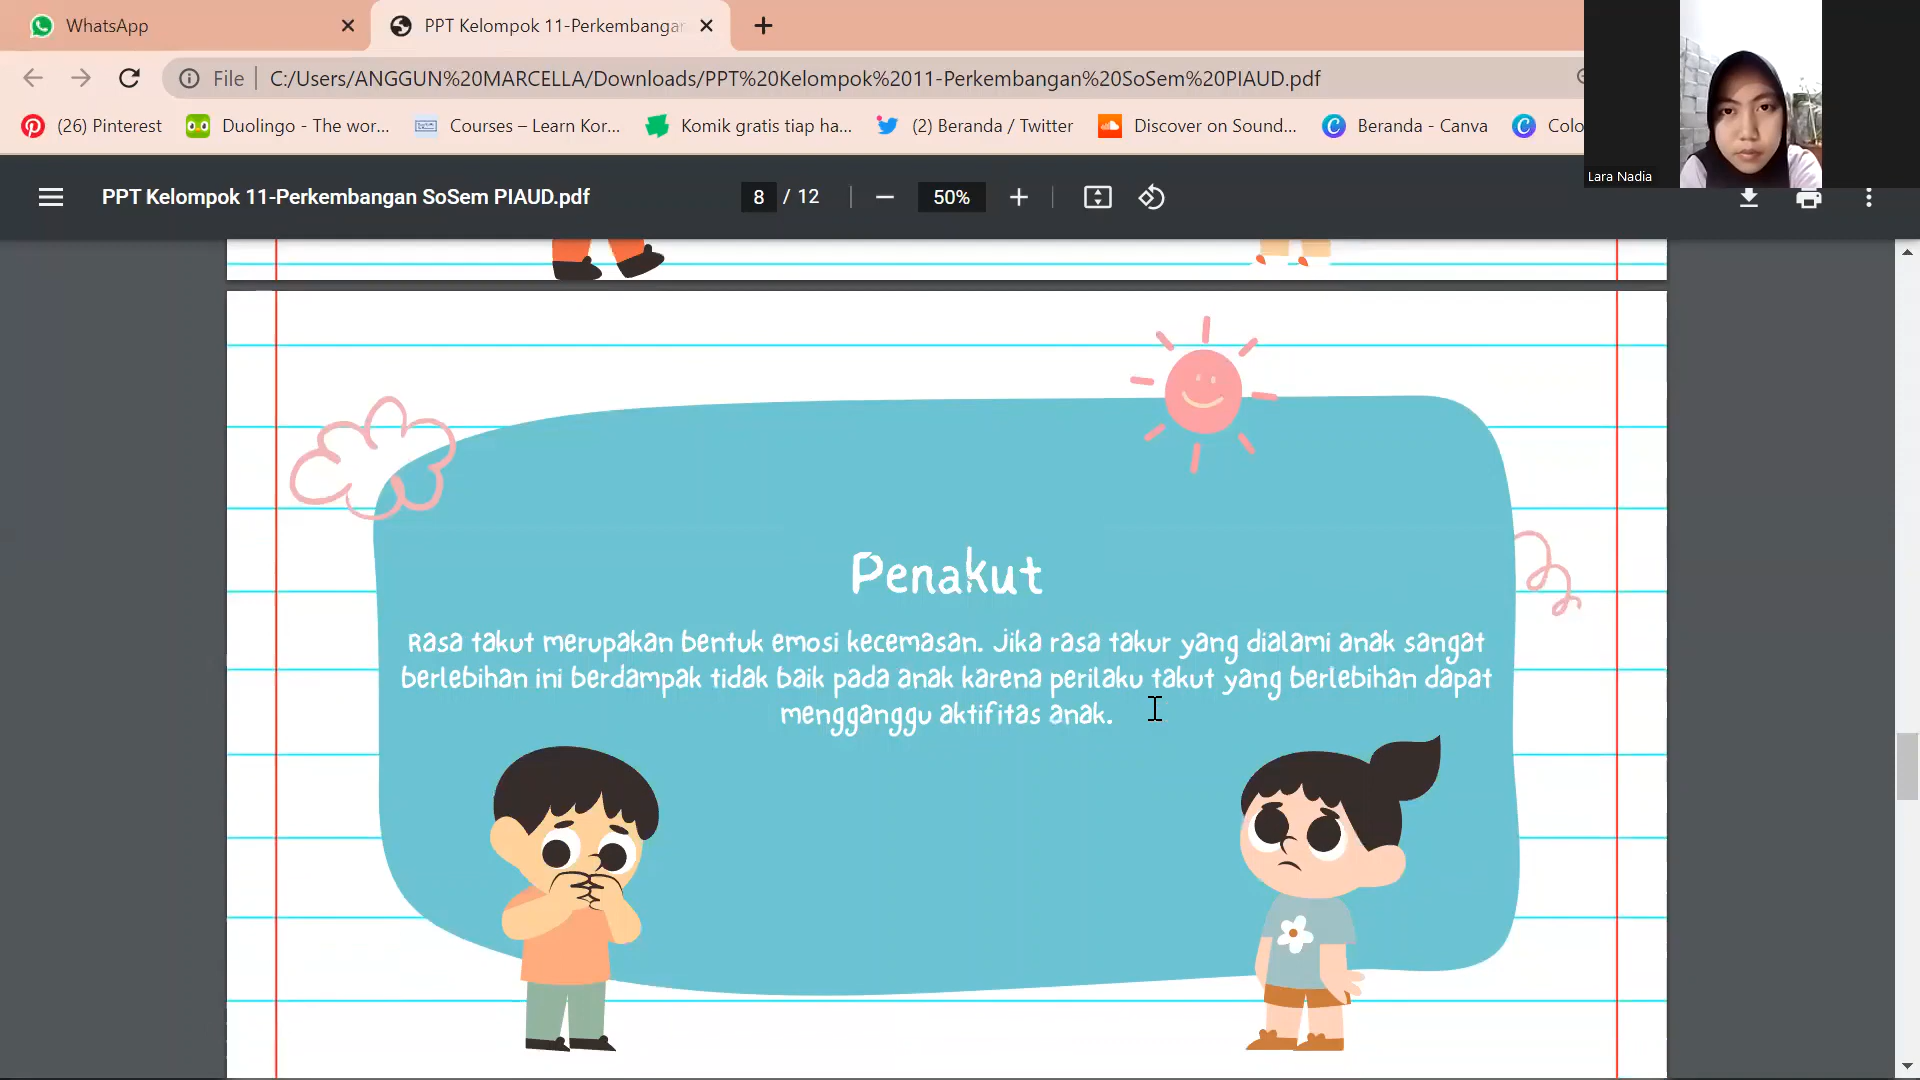 WhatsApp
PPT Kelompok 11-Perkembangan
File
C:/Users/ANGGUN%20MARCELLA/Downloads/PPT%20Kelompok%2011-Perkembangan%20SoSem%20PIAUD.pdf
(26) Pinterest
Duolingo - The wor...
Courses – Learn Kor...
Komik gratis tiap ha...
(2) Beranda / Twitter
Discover on Sound...
Beranda - Canva
Colo
Lara Nadia
PPT Kelompok 11-Perkembangan SoSem PIAUD.pdf
8 / 12
50%
Penakut
Rasa takut merupakan bentuk emosi kecemasan. Jika rasa takur yang dialami anak sangat
berlebihan ini berdampak tidak baik pada anak karena perilaku takut yang berlebihan dapat
mengganggu aktifitas anak.